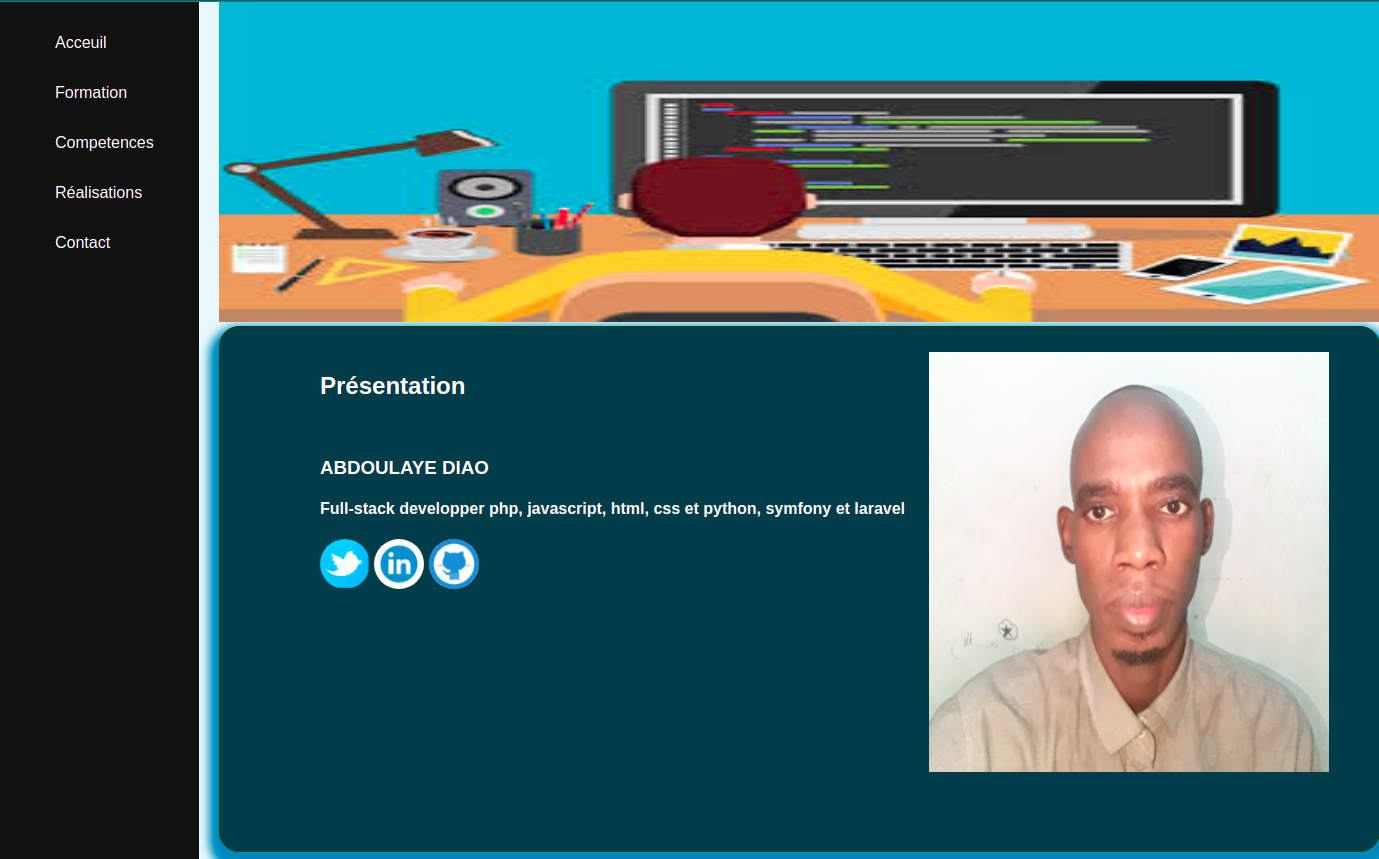 Acceuil
Formation
Competences
Réalisations
Contact
Présentation
ABDOULAYE DIAO
Full-stack developper php, javascript, html, css et python, symfony et laravel
in